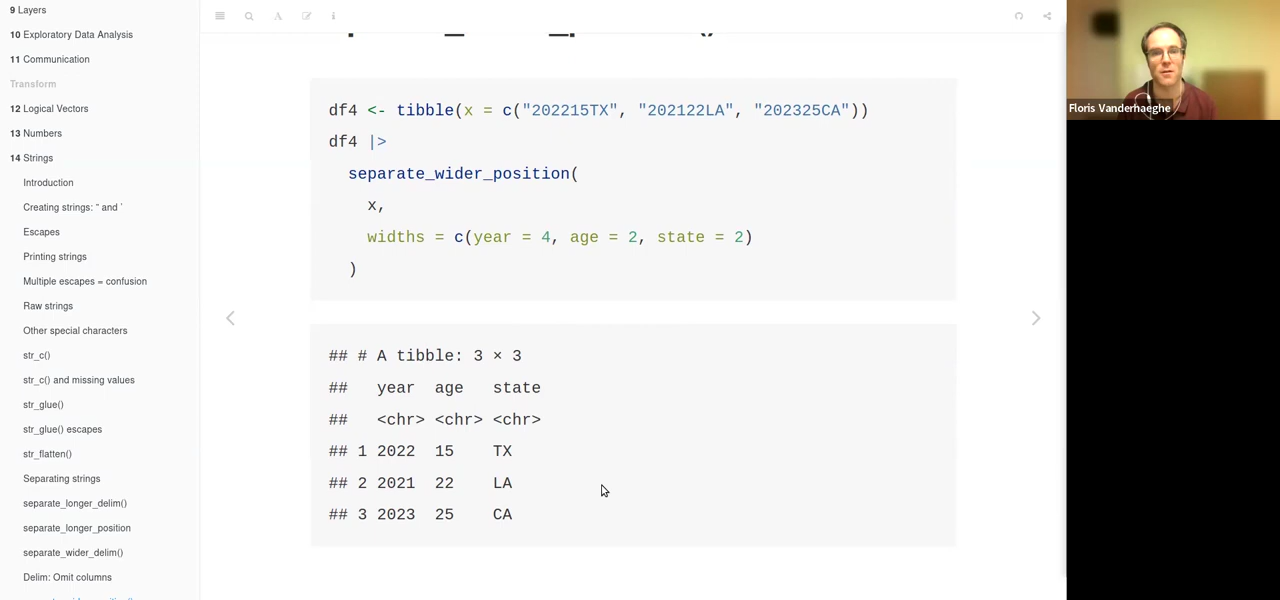 9 Layers
10 Exploratory Data Analysis
11 Communication
Transform
12 Logical Vectors
13 Numbers
14 Strings
Introduction
Creating strings: " and '
Escapes
Printing strings
Multiple escapes = confusion
Raw strings
Other special characters
str_c()
str_c() and missing values
str_glue()
str_glue() escapes
str_flatten()
Separating strings
separate_longer_delim()
separate_longer_position
separate_wider_delim()
Delim: Omit columns
df4 <- tibble(x = c("202215TX", "202122LA", "202325CA"))
df4 |>
separate_wider_position(
x,
widths = c(year = 4, age = 2, state = 2)
)
## # A tibble: 3 × 3
##   year  age   state
##   <chr> <chr> <chr>
## 1 2022  15    TX
## 2 2021  22    LA
## 3 2023  25    CA
Floris Vanderhaeghe